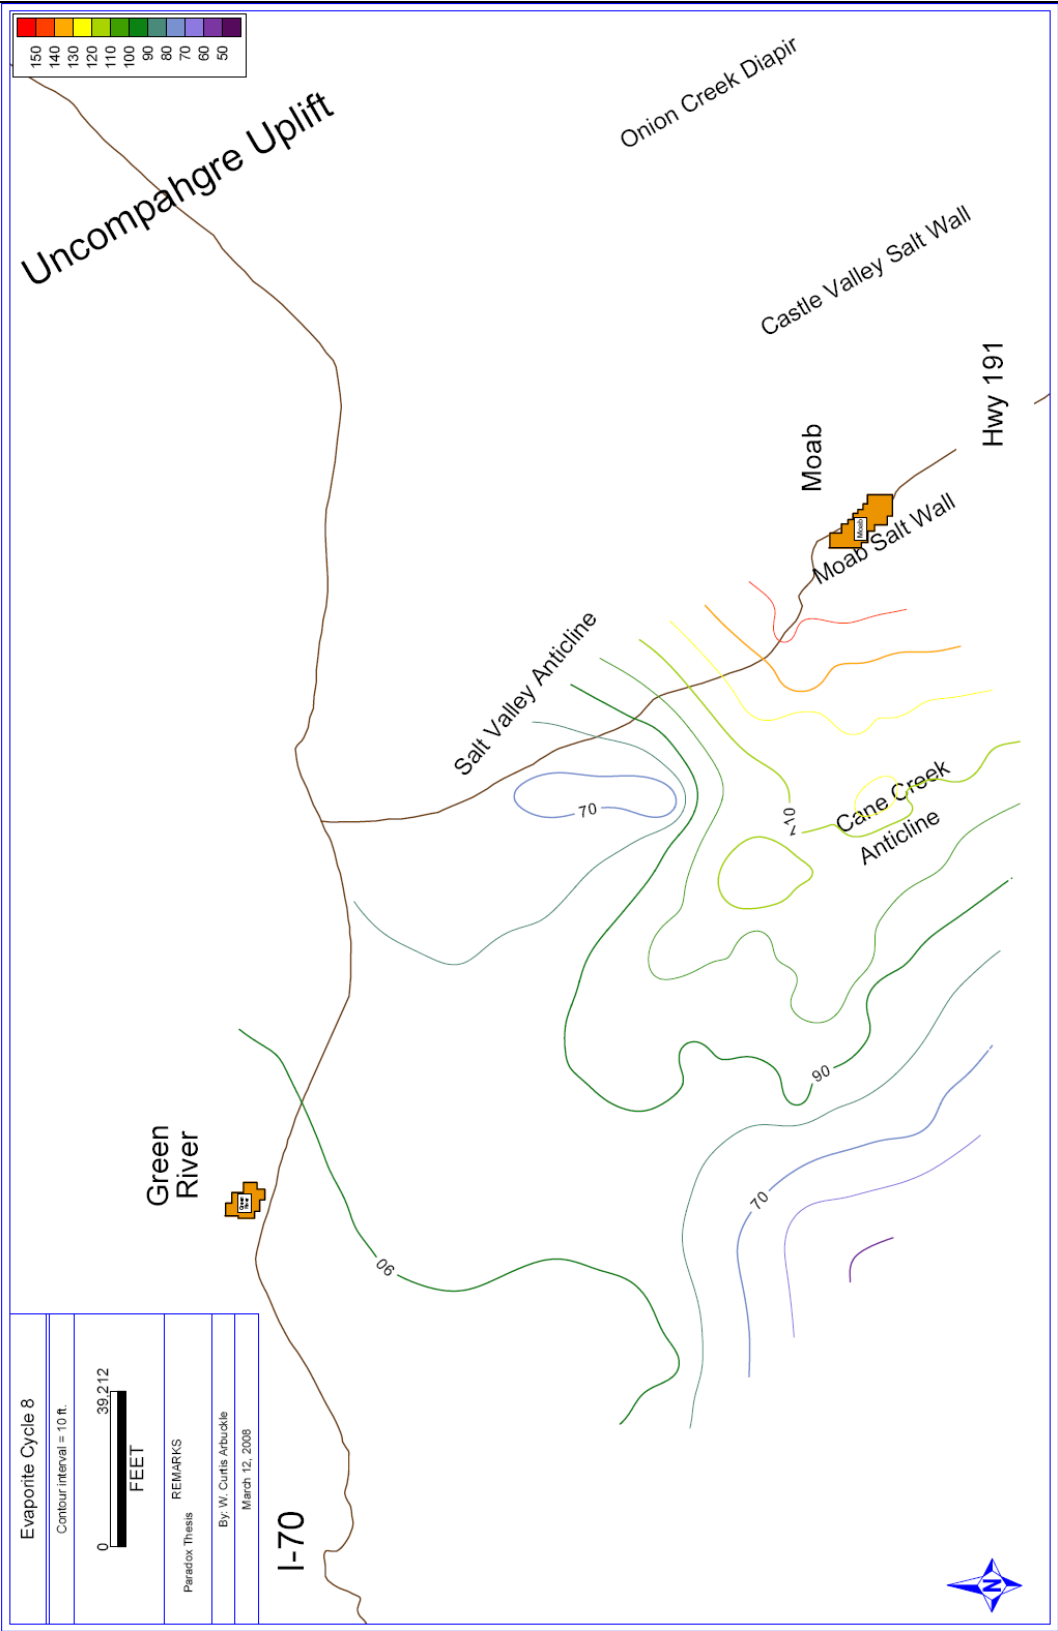 150
140
130
120
110
100
90
80
70
60
50
Uncompahgre Uplift
Onion Creek Diapir
Castle Valley Salt Wall
Hwy 191
Moab
Moab
Moab Salt Wall
Salt Valley Anticline
70
110
Cane Creek
Anticline
90
70
Green
River
Green
River
90
I-70
Evaporite Cycle 8
Contour interval = 10 ft.
0
39,212
FEET
REMARKS
Paradox Thesis
By: W. Curtis Arbuckle
March 12, 2008
N